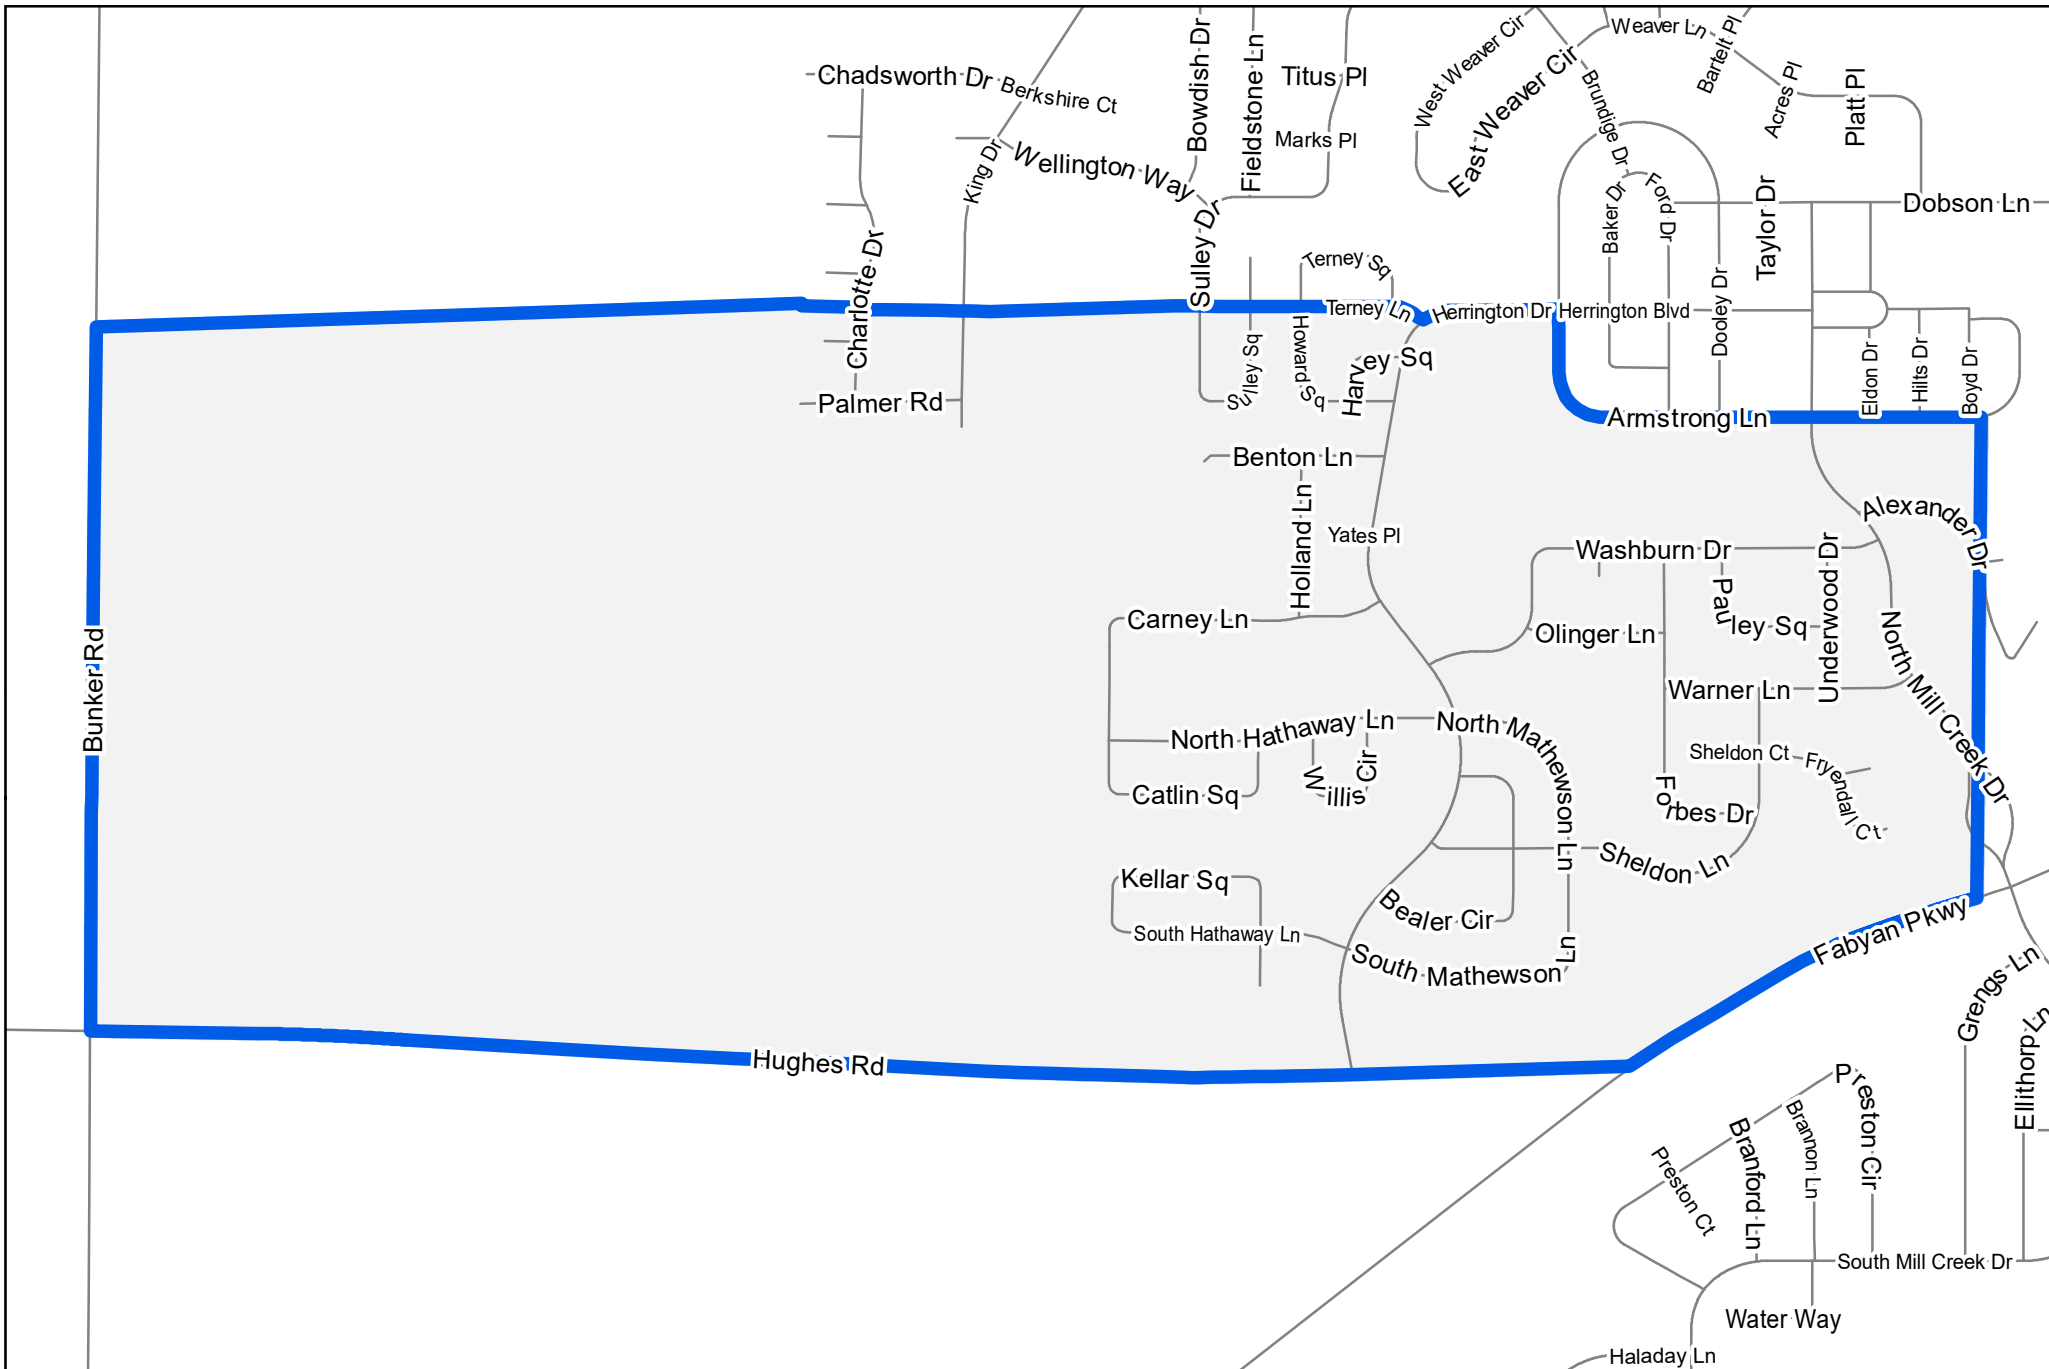 Weaver Ln
Bartelt Pl
West Weaver Cir
East Weaver Cir
Bowdish Dr
Fieldstone Ln
Titus Pl
Chadsworth Dr
Berkshire Ct
Brundige Dr
Acres Pl
Platt Pl
Marks Pl
King Dr
Wellington Way
Baker Dr
Ford Dr
Taylor Dr
Dobson Ln
Sulley Dr
Charlotte Dr
Terney Sq
Terney Ln
Herrington Dr
Herrington Blvd
Dooley Dr
Sulley Sq
Howard Sq
Harvey Sq
Eldon Dr
Hilts Dr
Boyd Dr
Palmer Rd
Armstrong Ln
Benton Ln
Holland Ln
Yates Pl
Alexander Dr
Washburn Dr
Pauley Sq
Underwood Dr
Carney Ln
Olinger Ln
Bunker Rd
North Mill Creek Dr
Warner Ln
North Hathaway Ln
North Mathewson Ln
Sheldon Ct
Fryendall Ct
Willis Cir
Catlin Sq
Forbes Dr
Sheldon Ln
Kellar Sq
Bealer Cir
South Hathaway Ln
South Mathewson Ln
Fabyan Pkwy
Grengs Ln
Ellithorp Ln
Hughes Rd
Preston Cir
Brannon Ln
Branford Ln
Preston Ct
South Mill Creek Dr
Water Way
Haladay Ln